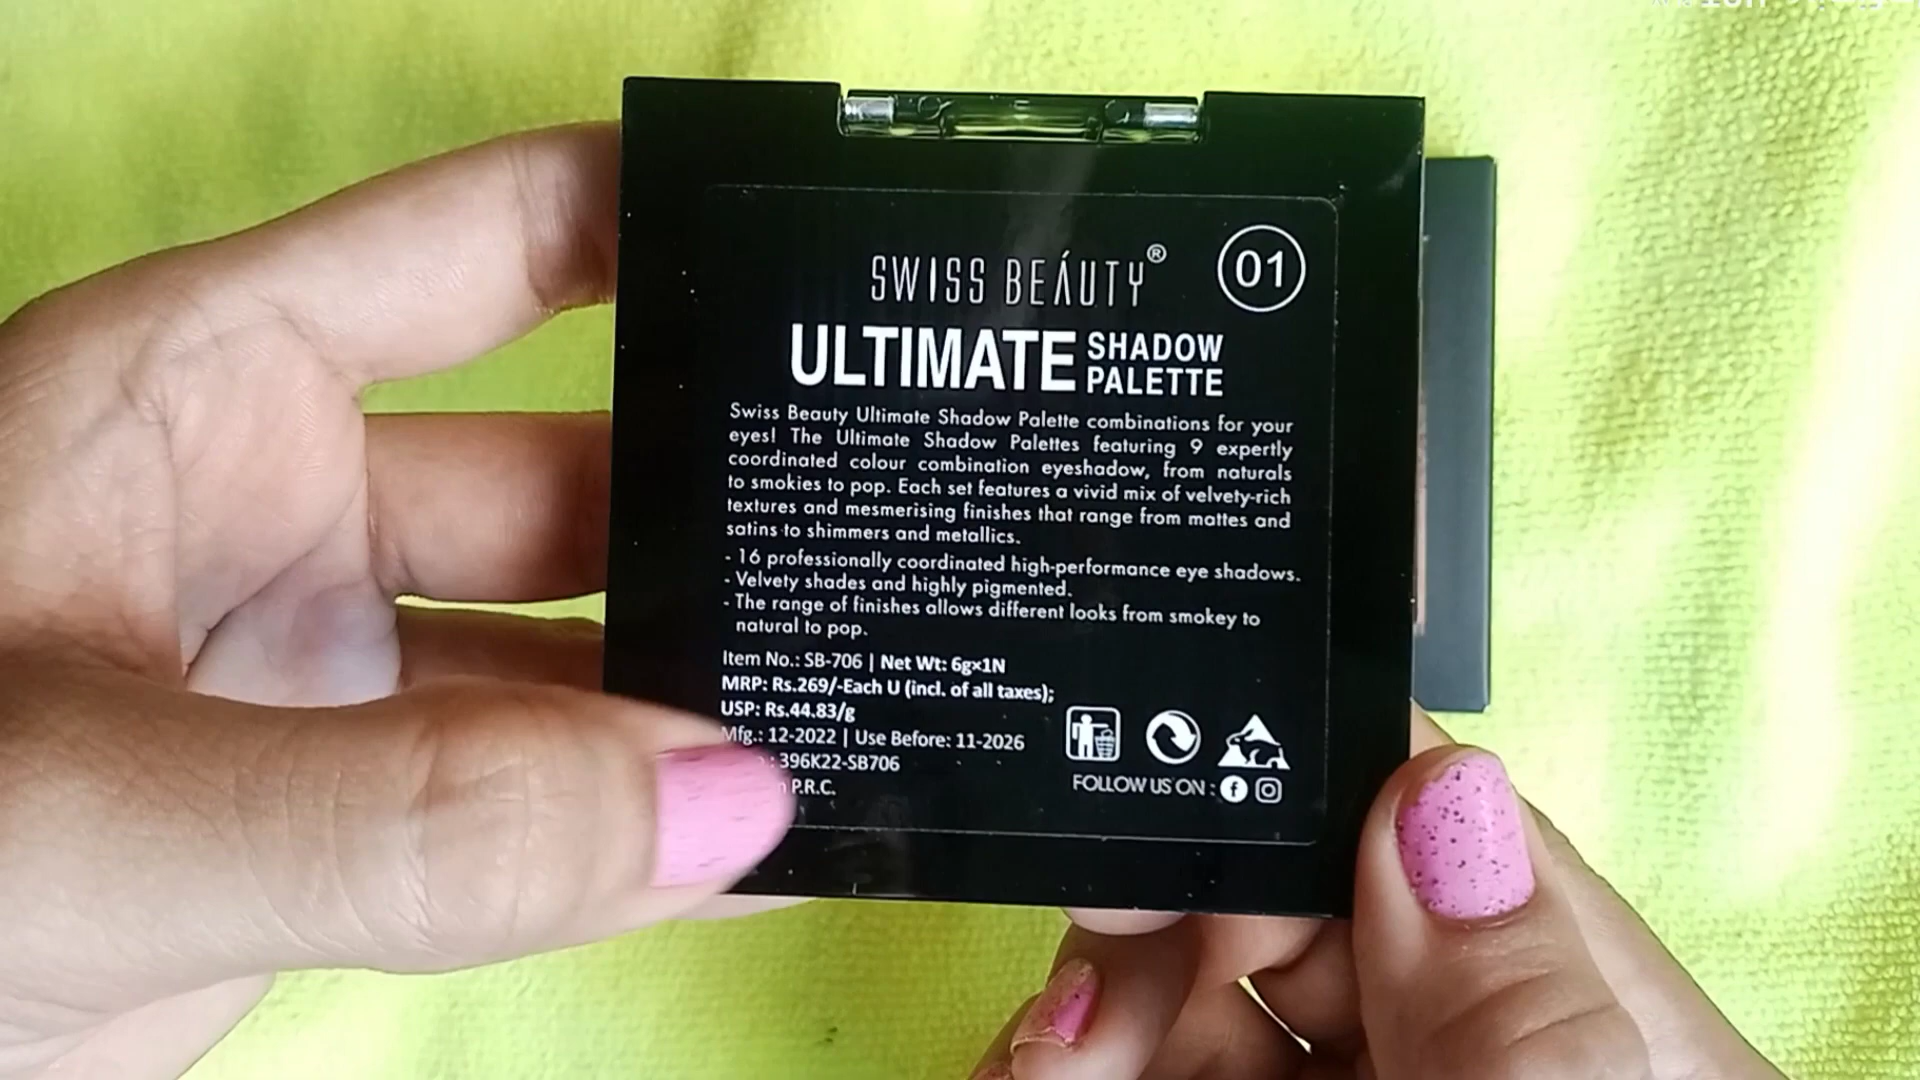 SWISS BEÁUTY®
01
ULTIMATE SHADOW PALETTE
Swiss Beauty Ultimate Shadow Palette combinations for your
eyes! The Ultimate Shadow Palettes featuring 9 expertly
coordinated colour combination eyeshadow, from naturals
to smokies to pop. Each set features a vivid mix of velvety-rich
textures and mesmerising finishes that range from mattes and
satins to shimmers and metallics.
- 16 professionally coordinated high-performance eye shadows.
- Velvety shades and highly pigmented.
- The range of finishes allows different looks from smokey to
natural to pop.
Item No.: SB-706 | Net Wt: 6g×1N
MRP: Rs.269/-Each U (incl. of all taxes);
USP: Rs.44.83/g
Mfg.: 12-2022 | Use Before: 11-2026
: 396K22-SB706
P.R.C.
FOLLOW US ON :